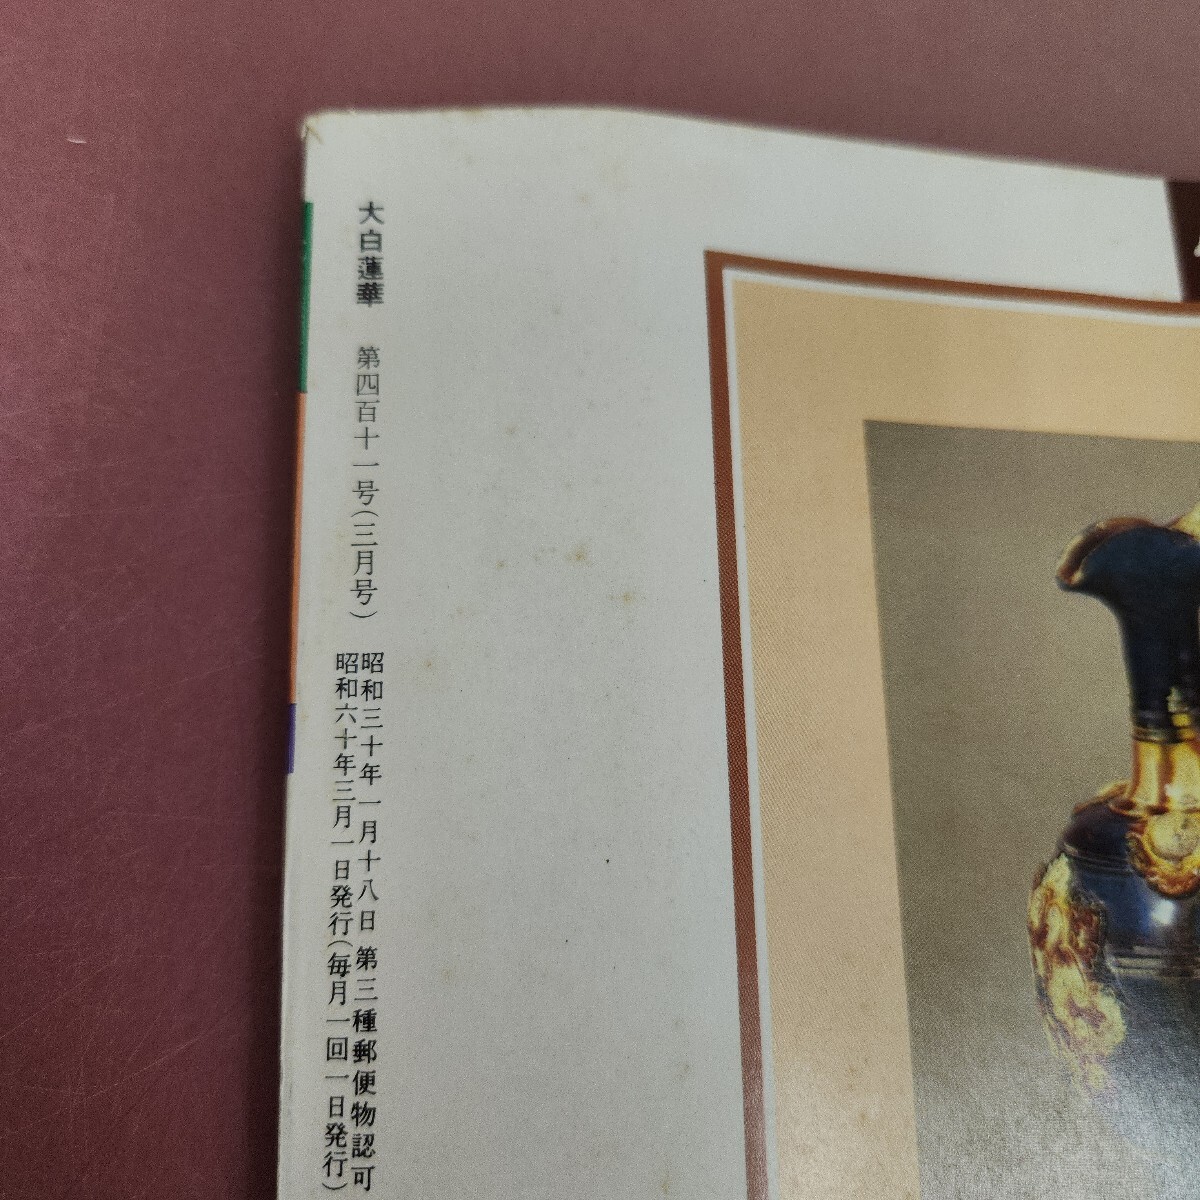 大白蓮華 第四百十一号(三月号)
昭和三十年一月十八日 第三種郵便物認可
昭和六十年三月一日発行(毎月一回一日発行)